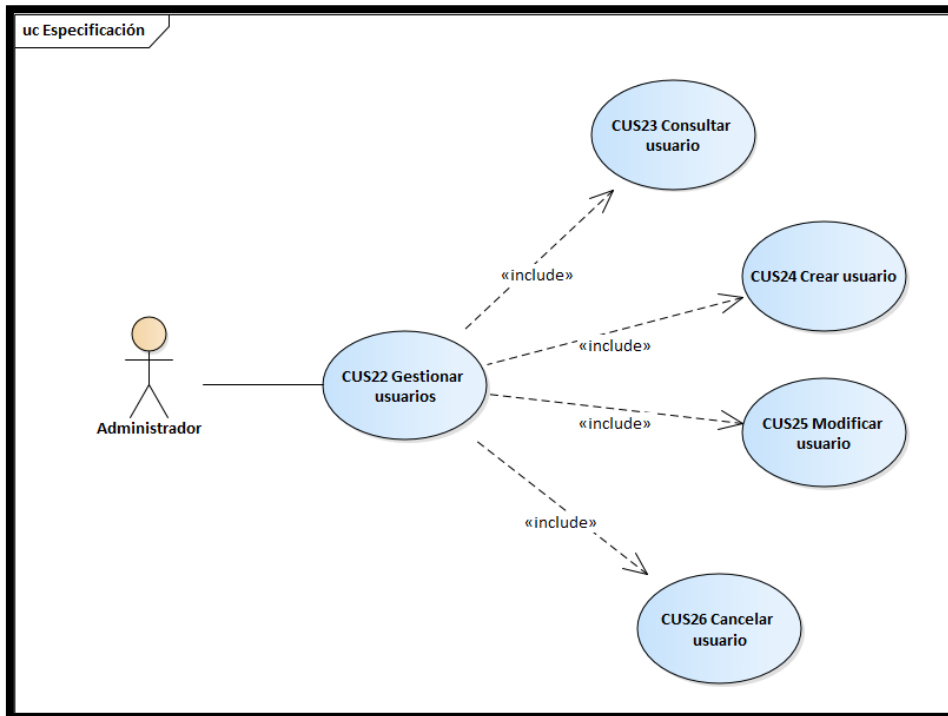 uc Especificación
CUS23 Consultar
usuario
«include»
CUS24 Crear usuario
«include»
CUS22 Gestionar
usuarios
Administrador
«include»
CUS25 Modificar
usuario
«include»
CUS26 Cancelar
usuario